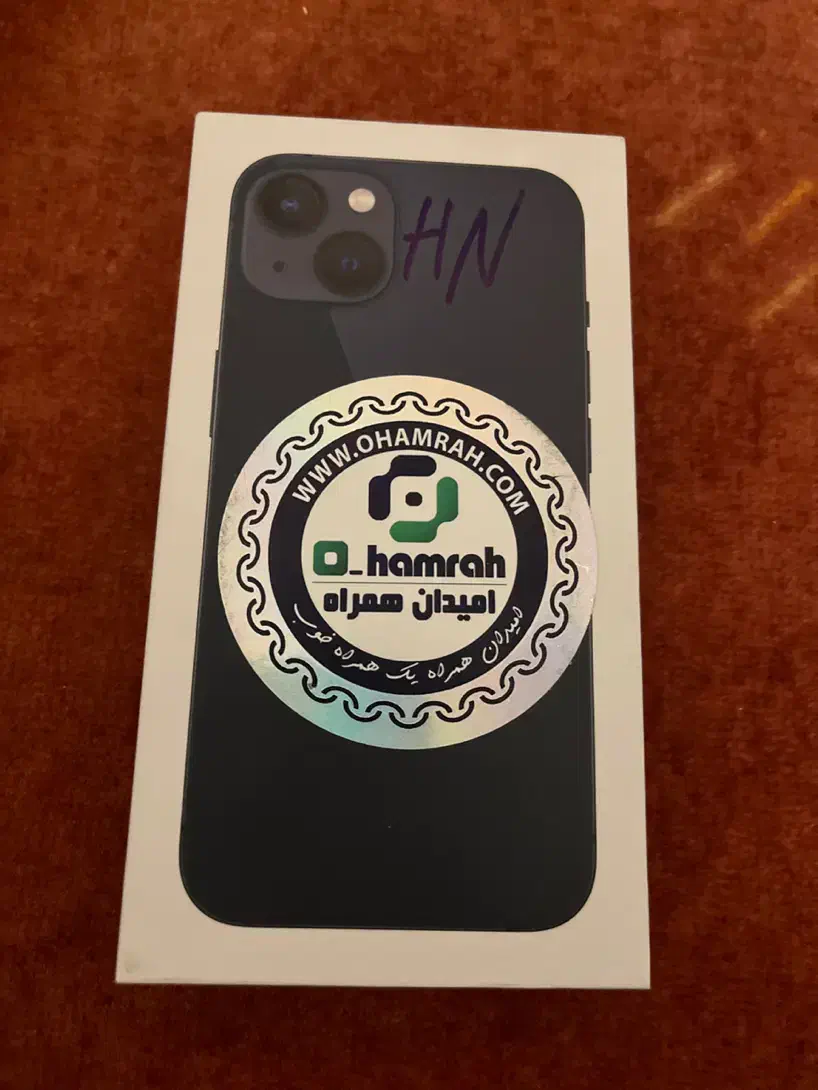 HN
WWW.OHAMRAH.COM
O_hamrah
امیدان همراه
امیدان همراه یک همراه خوب